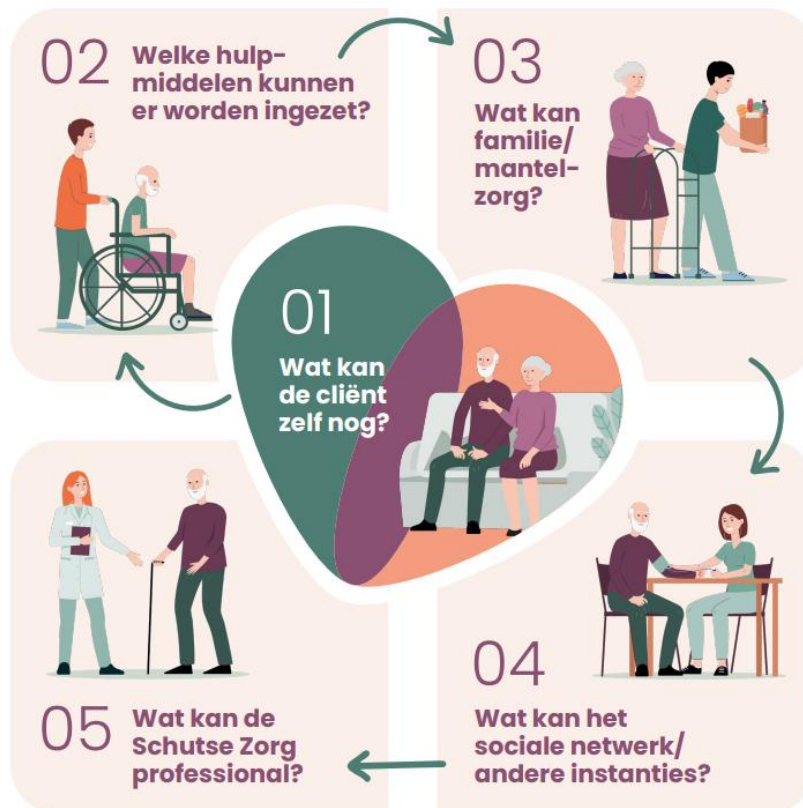 01
Wat kan
de cliënt
zelf nog?
02
Welke hulp-
middelen kunnen
er worden ingezet?
03
Wat kan
familie/
mantel-
zorg?
04
Wat kan het
sociale netwerk/
andere instanties?
05
Wat kan de
Schutse Zorg
professional?